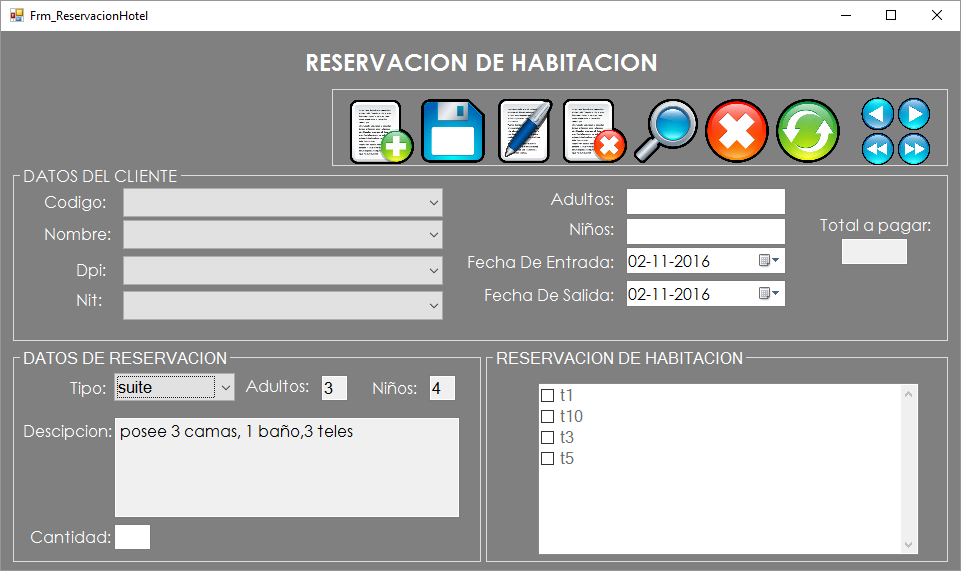 Frm_ReservacionHotel
RESERVACION DE HABITACION
DATOS DEL CLIENTE
Codigo:
Nombre:
Dpi:
Nit:
Adultos:
Niños:
Fecha De Entrada: 02-11-2016
Fecha De Salida: 02-11-2016
Total a pagar:
DATOS DE RESERVACION
Tipo: suite Adultos: 3 Niños: 4
Descipcion: posee 3 camas, 1 baño,3 teles
Cantidad:
RESERVACION DE HABITACION
t1
t10
t3
t5